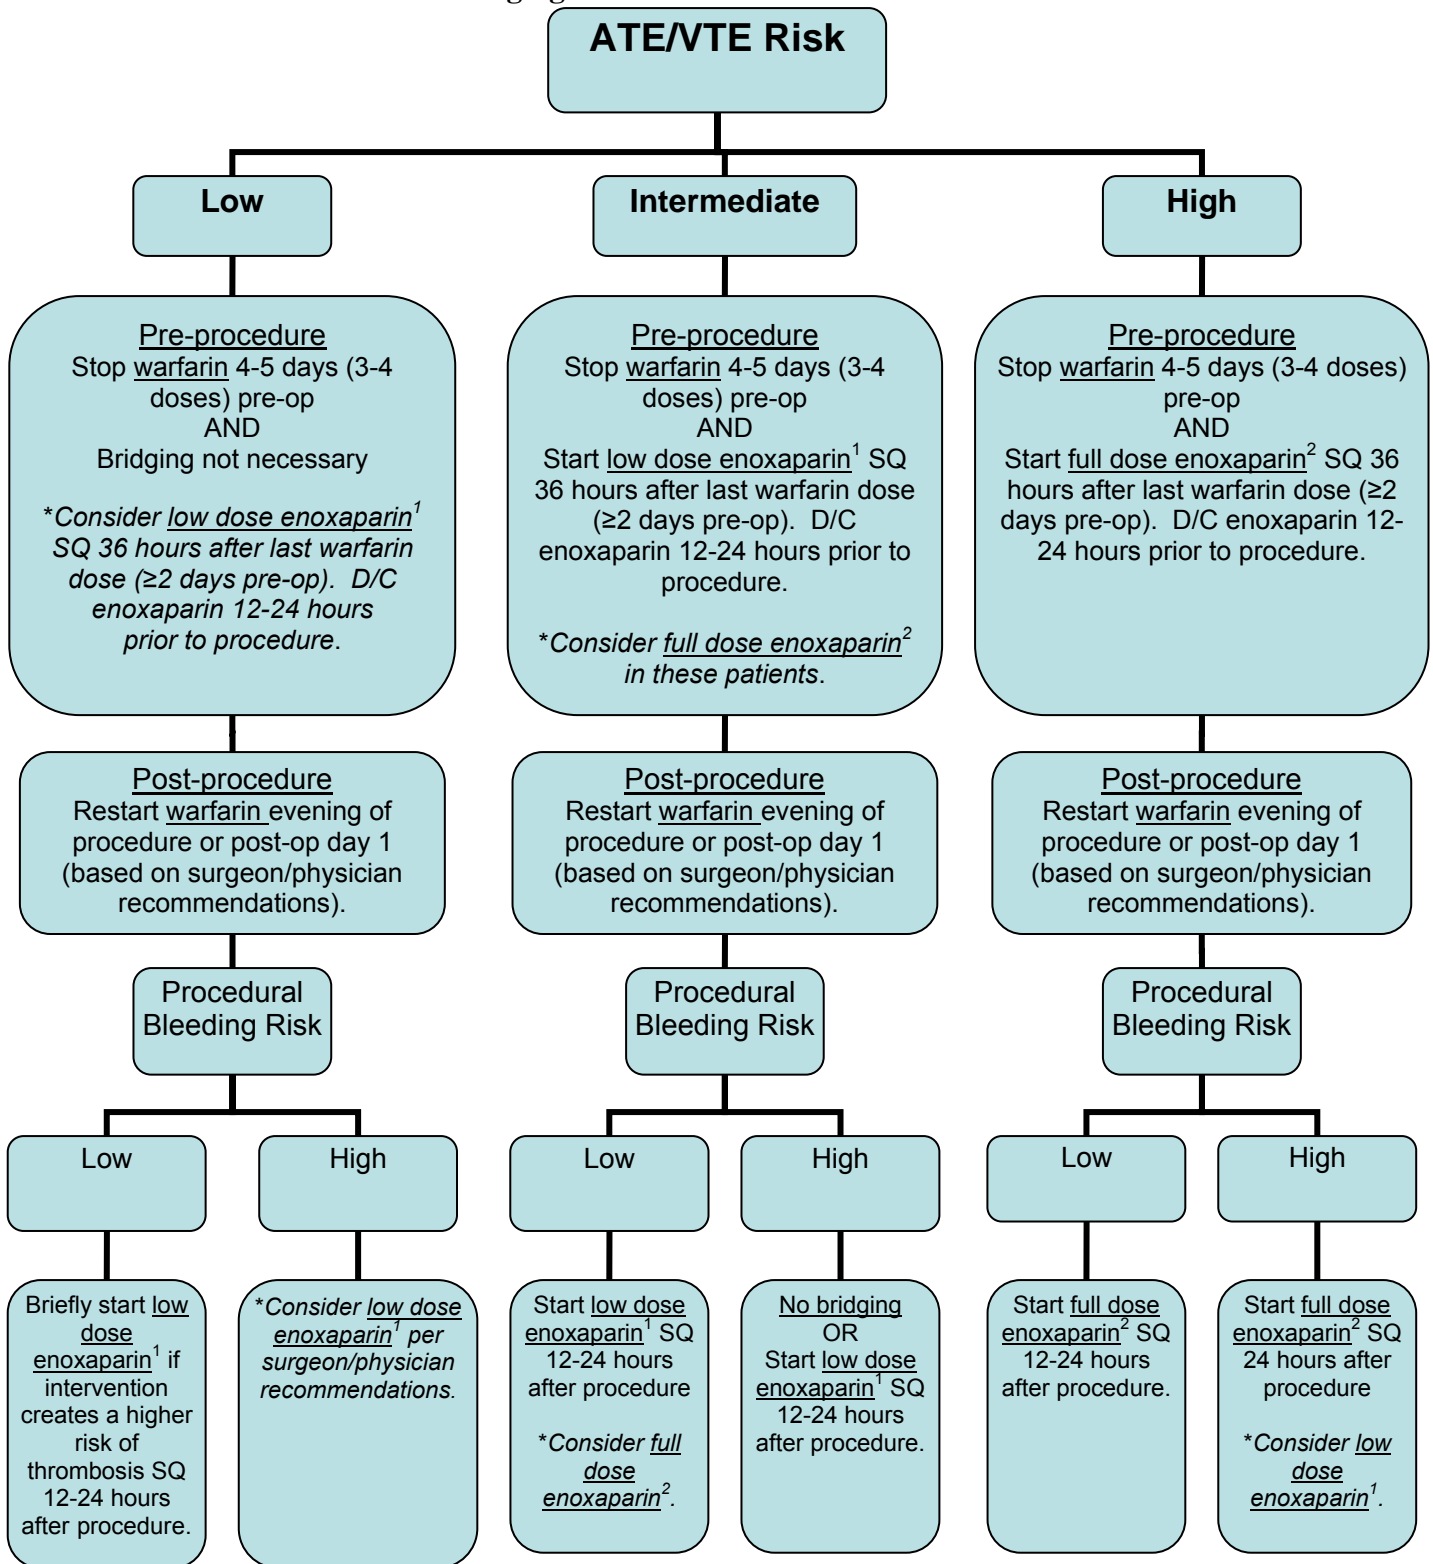 ATE/VTE Risk
Low
Intermediate
High
Pre-procedure
Stop warfarin 4-5 days (3-4
doses) pre-op
AND
Bridging not necessary
*Consider low dose enoxaparin1
SQ 36 hours after last warfarin
dose (≥2 days pre-op). D/C
enoxaparin 12-24 hours
prior to procedure.
Pre-procedure
Stop warfarin 4-5 days (3-4
doses) pre-op
AND
Start low dose enoxaparin1 SQ
36 hours after last warfarin dose
(≥2 days pre-op). D/C
enoxaparin 12-24 hours prior to
procedure.
*Consider full dose enoxaparin2
in these patients.
Pre-procedure
Stop warfarin 4-5 days (3-4 doses)
pre-op
AND
Start full dose enoxaparin2 SQ 36
hours after last warfarin dose (≥2
days pre-op). D/C enoxaparin 12-
24 hours prior to procedure.
Post-procedure
Restart warfarin evening of
procedure or post-op day 1
(based on surgeon/physician
recommendations).
Post-procedure
Restart warfarin evening of
procedure or post-op day 1
(based on surgeon/physician
recommendations).
Post-procedure
Restart warfarin evening of
procedure or post-op day 1
(based on surgeon/physician
recommendations).
Procedural
Bleeding Risk
Procedural
Bleeding Risk
Procedural
Bleeding Risk
Low
High
Low
High
Low
High
Briefly start low
dose
enoxaparin1 if
intervention
creates a higher
risk of
thrombosis SQ
12-24 hours
after procedure.
*Consider low dose
enoxaparin1 per
surgeon/physician
recommendations.
Start low dose
enoxaparin1 SQ
12-24 hours
after procedure
*Consider full
dose
enoxaparin2.
No bridging
OR
Start low dose
enoxaparin1 SQ
12-24 hours
after procedure.
Start full dose
enoxaparin2 SQ
12-24 hours
after procedure.
Start full dose
enoxaparin2 SQ
24 hours after
procedure
*Consider low
dose
enoxaparin1.